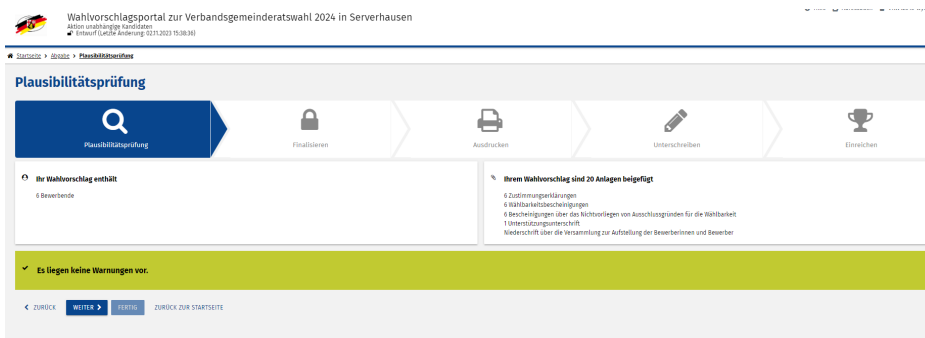 Wahlvorschlagsportal zur Verbandsgemeinderatswahl 2024 in Serverhausen
Aktion unabhängige Kandidaten
Entwurf (Letzte Änderung: 02.11.2023 15:38:36)
Startseite › Abgabe › Plausibilitätsprüfung
Plausibilitätsprüfung
Plausibilitätsprüfung
Finalisieren
Ausdrucken
Unterschreiben
Einreichen
Ihr Wahlvorschlag enthält
6 Bewerbende
Ihrem Wahlvorschlag sind 20 Anlagen beigefügt
6 Zustimmungserklärungen
6 Wählbarkeitsbescheinigungen
6 Bescheinigungen über das Nichtvorliegen von Ausschlussgründen für die Wählbarkeit
1 Unterstützungsunterschrift
Niederschrift über die Versammlung zur Aufstellung der Bewerberinnen und Bewerber
Es liegen keine Warnungen vor.
ZURÜCK WEITER FERTIG ZURÜCK ZUR STARTSEITE